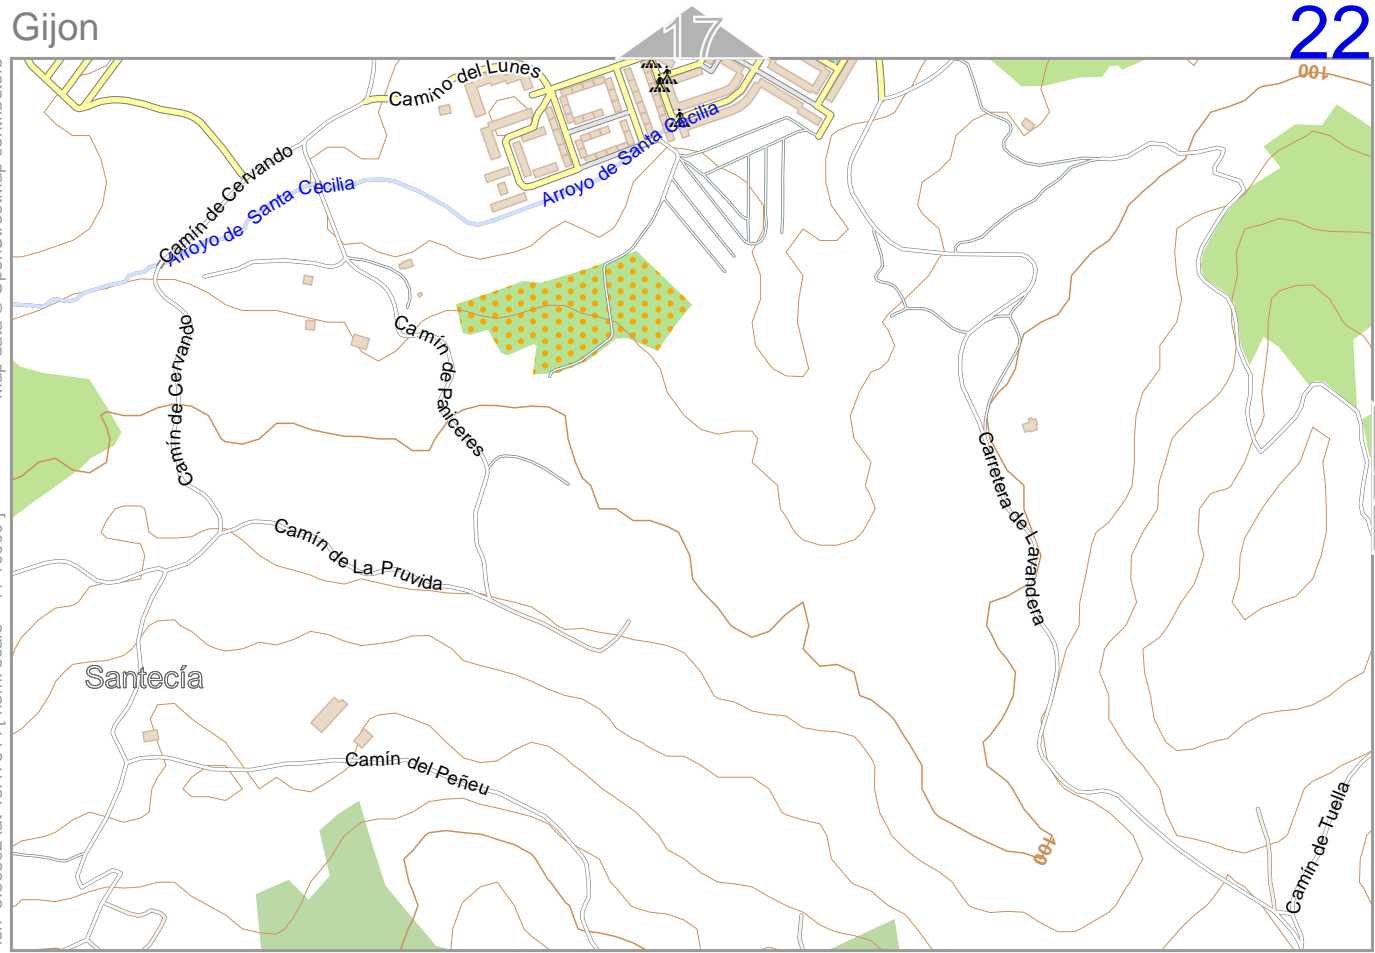 Gijon
17
22
100
Camino del Lunes
Camín de Cervando
Arroyo de Santa Cecilia
Arroyo de Santa Cecilia
Camín de Cervando
Camín de Paniceres
Carretera de Lavandera
Camín de La Pruvida
Santecía
Camín del Peñeu
100
Camín de Tuella